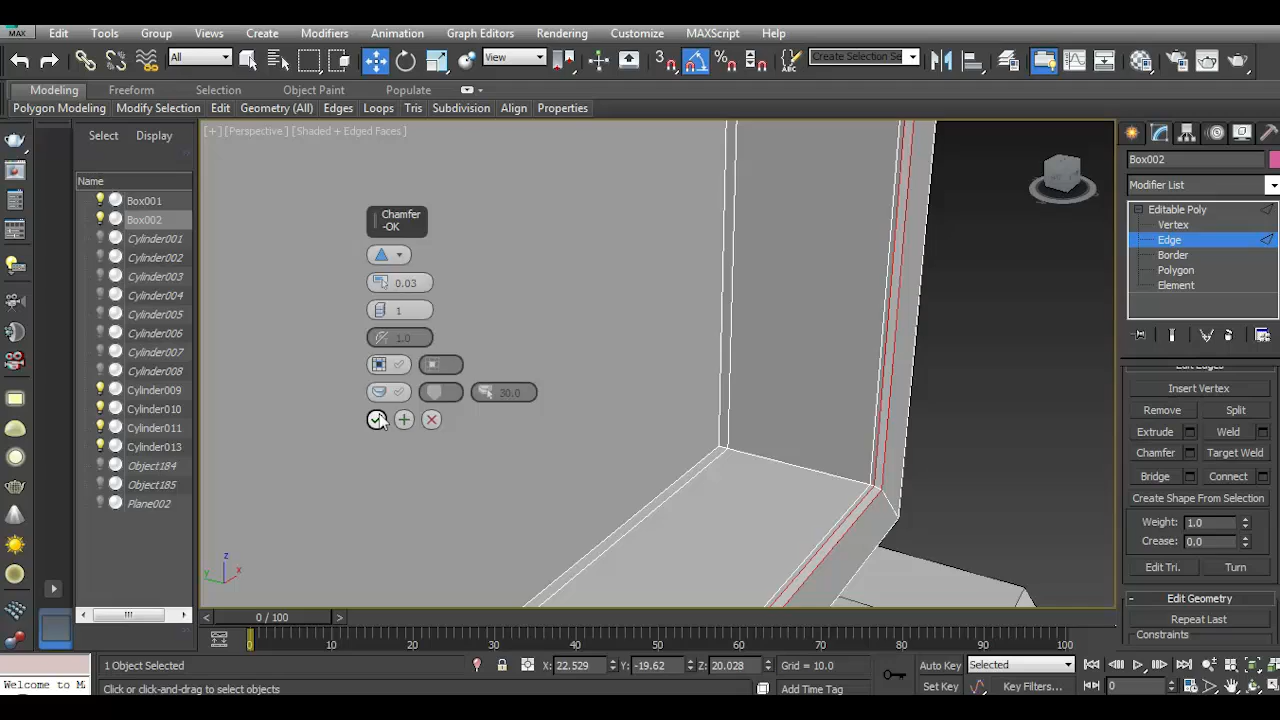 MAX Edit Tools Group Views Create Modifiers Animation Graph Editors Rendering Customize MAXScript Help
All View Create Selection Se
Modeling Freeform Selection Object Paint Populate
Polygon Modeling Modify Selection Edit Geometry (All) Edges Loops Tris Subdivision Align Properties
Select Display
[+] [Perspective] [Shaded + Edged Faces]
Name
Box001
Box002
Cylinder001
Cylinder002
Cylinder003
Cylinder004
Cylinder005
Cylinder006
Cylinder007
Cylinder008
Cylinder009
Cylinder010
Cylinder011
Cylinder013
Object184
Object185
Plane002
Chamfer
-OK
0.03
1
1.0
30.0
z
y x
Box002
Modifier List
Editable Poly
Vertex
Edge
Border
Polygon
Element
Edit Edges
Insert Vertex
Remove Split
Extrude Weld
Chamfer Target Weld
Bridge Connect
Create Shape From Selection
Weight: 1.0
Crease: 0.0
Edit Tri. Turn
- Edit Geometry
Repeat Last
Constraints
< 0 / 100 >
0 10 20 30 40 50 60 70 80 90 100
1 Object Selected X: 22.529 Y: -19.62 Z: 20.028 Grid = 10.0 Auto Key Selected
Welcome to M Click or click-and-drag to select objects Add Time Tag Set Key Key Filters... 0